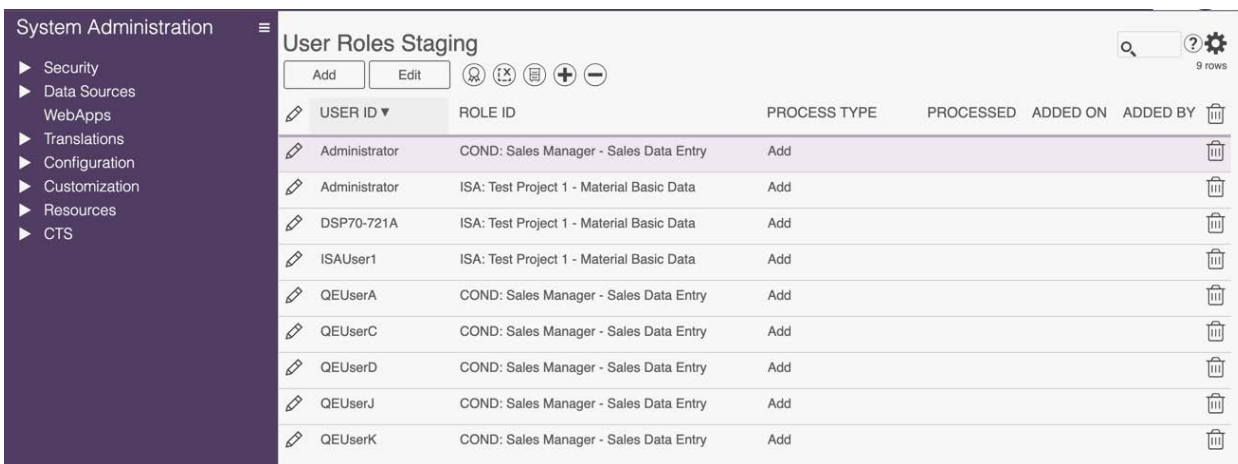 System Administration ≡
▶ Security
▶ Data Sources
WebApps
▶ Translations
▶ Configuration
▶ Customization
▶ Resources
▶ CTS
User Roles Staging
?
9 rows
Add Edit
USER ID ▼ ROLE ID PROCESS TYPE PROCESSED ADDED ON ADDED BY
Administrator COND: Sales Manager - Sales Data Entry Add
Administrator ISA: Test Project 1 - Material Basic Data Add
DSP70-721A ISA: Test Project 1 - Material Basic Data Add
ISAUser1 ISA: Test Project 1 - Material Basic Data Add
QEUserA COND: Sales Manager - Sales Data Entry Add
QEUserC COND: Sales Manager - Sales Data Entry Add
QEUserD COND: Sales Manager - Sales Data Entry Add
QEUserJ COND: Sales Manager - Sales Data Entry Add
QEUserK COND: Sales Manager - Sales Data Entry Add